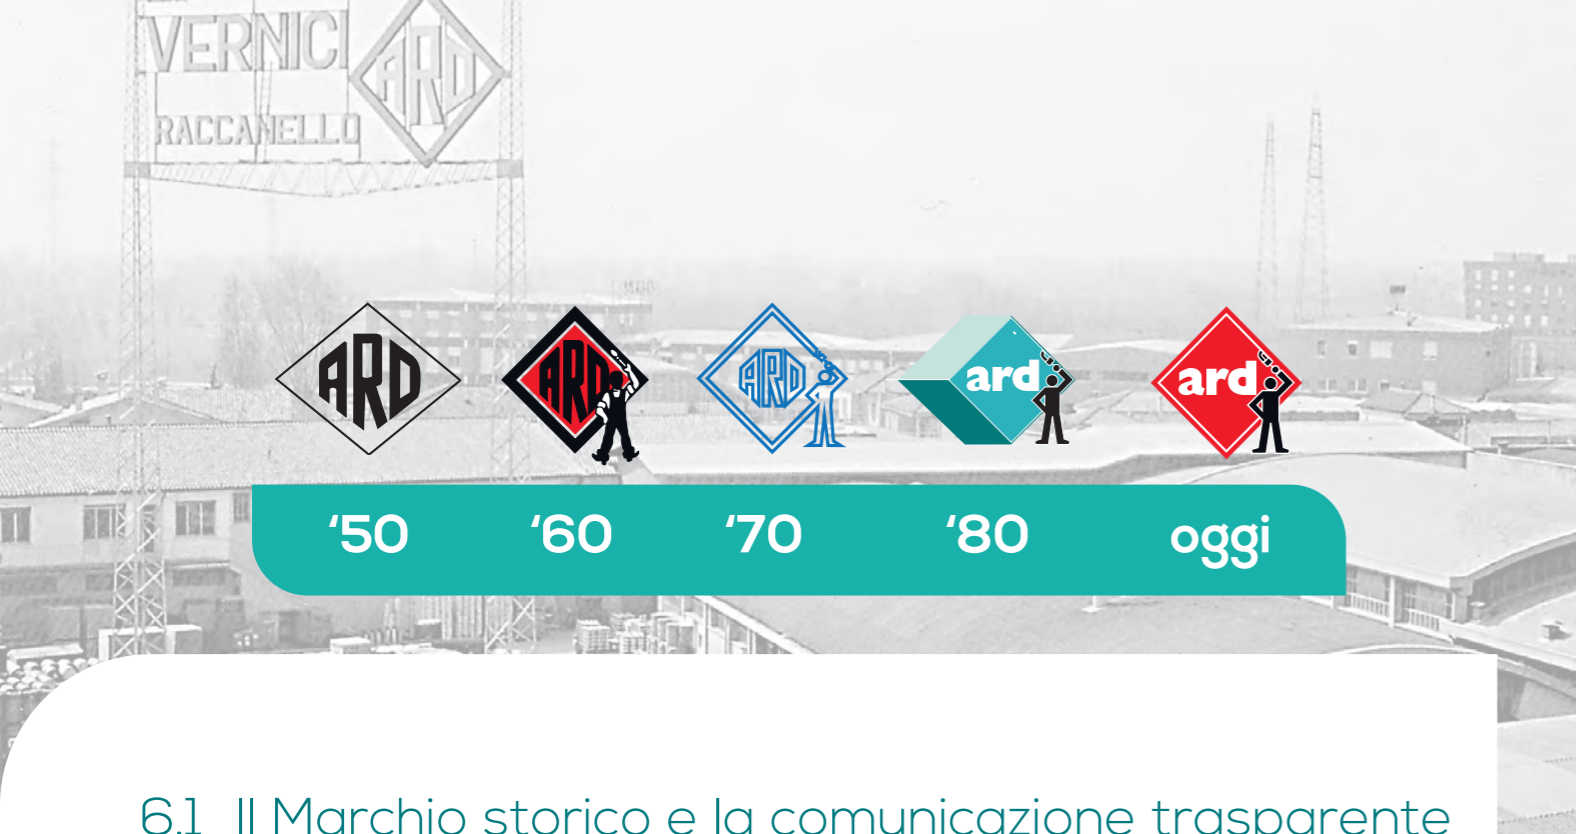 VERNICI
ARD
RACCANELLO
ARD
ARD
ARD
ard
ard
‘50
‘60
‘70
‘80
oggi
6.1 Il Marchio storico e la comunicazione trasparente